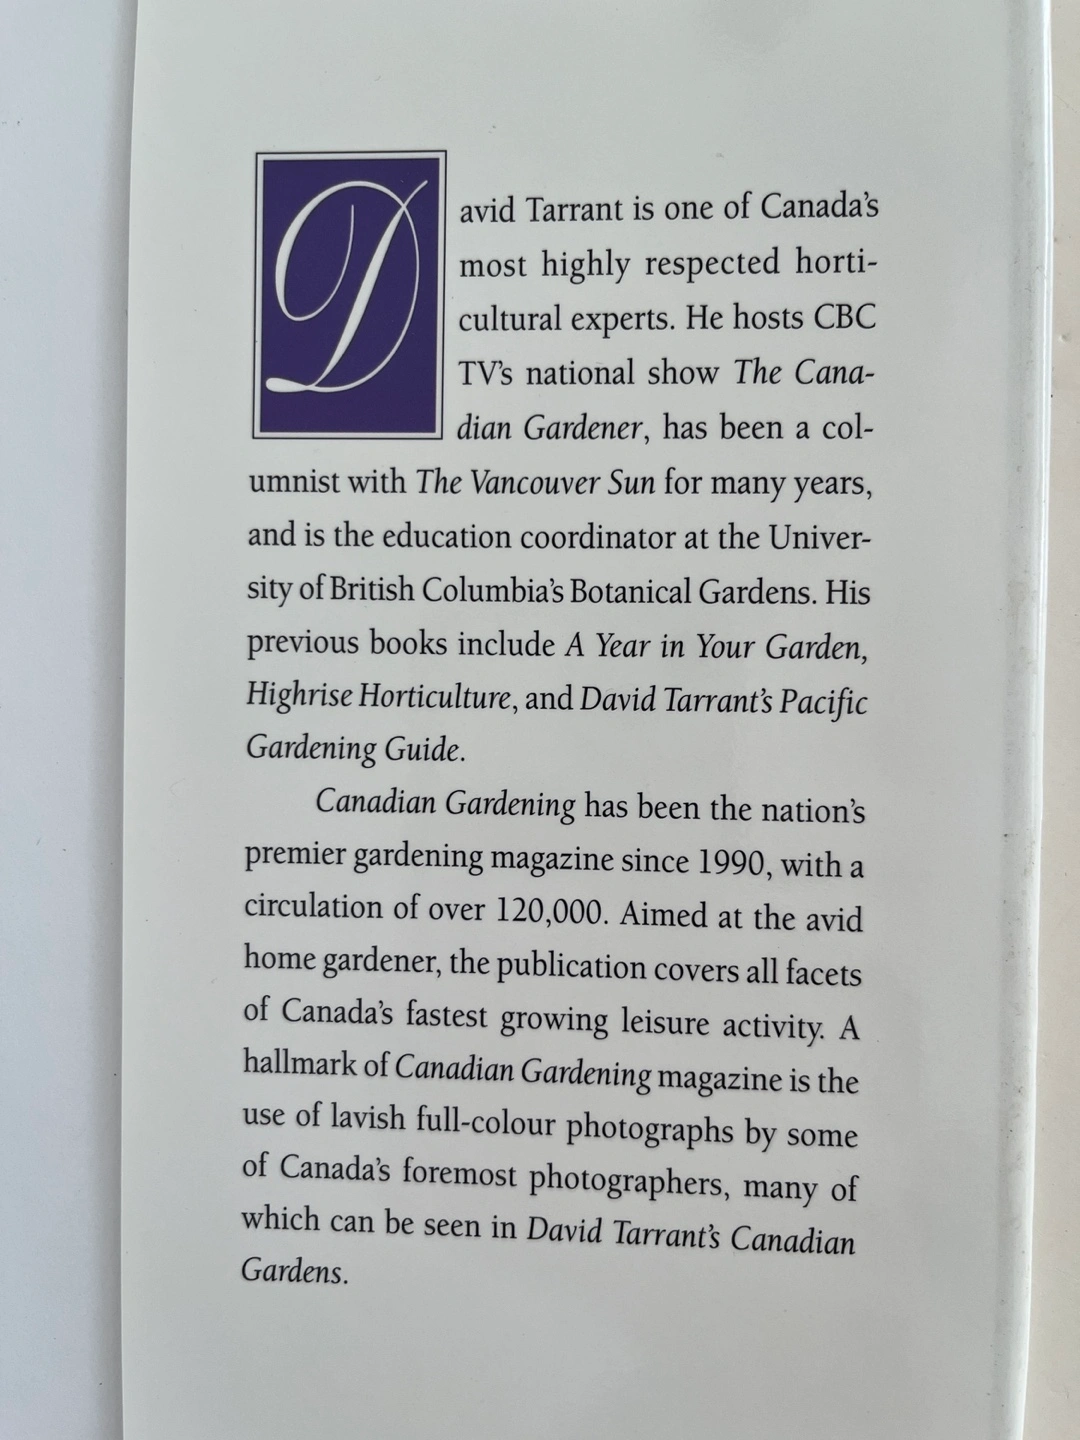 David Tarrant is one of Canada's
most highly respected horti-
cultural experts. He hosts CBC
TV's national show The Cana-
dian Gardener, has been a col-
umnist with The Vancouver Sun for many years,
and is the education coordinator at the Univer-
sity of British Columbia's Botanical Gardens. His
previous books include A Year in Your Garden,
Highrise Horticulture, and David Tarrant's Pacific
Gardening Guide.
Canadian Gardening has been the nation's
premier gardening magazine since 1990, with a
circulation of over 120,000. Aimed at the avid
home gardener, the publication covers all facets
of Canada's fastest growing leisure activity. A
hallmark of Canadian Gardening magazine is the
use of lavish full-colour photographs by some
of Canada's foremost photographers, many of
which can be seen in David Tarrant's Canadian
Gardens.